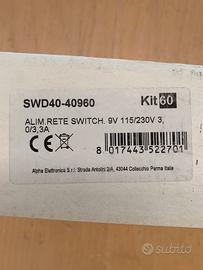 SWD40-40960
Kit60
ALIM.RETE SWITCH. 9V 115/230V 3,
0/3,3A
8 017443 522701
Alpha Elettronica S.r.l. Strada Antolini 2/A, 43044 Collecchio Parma Italia
subito